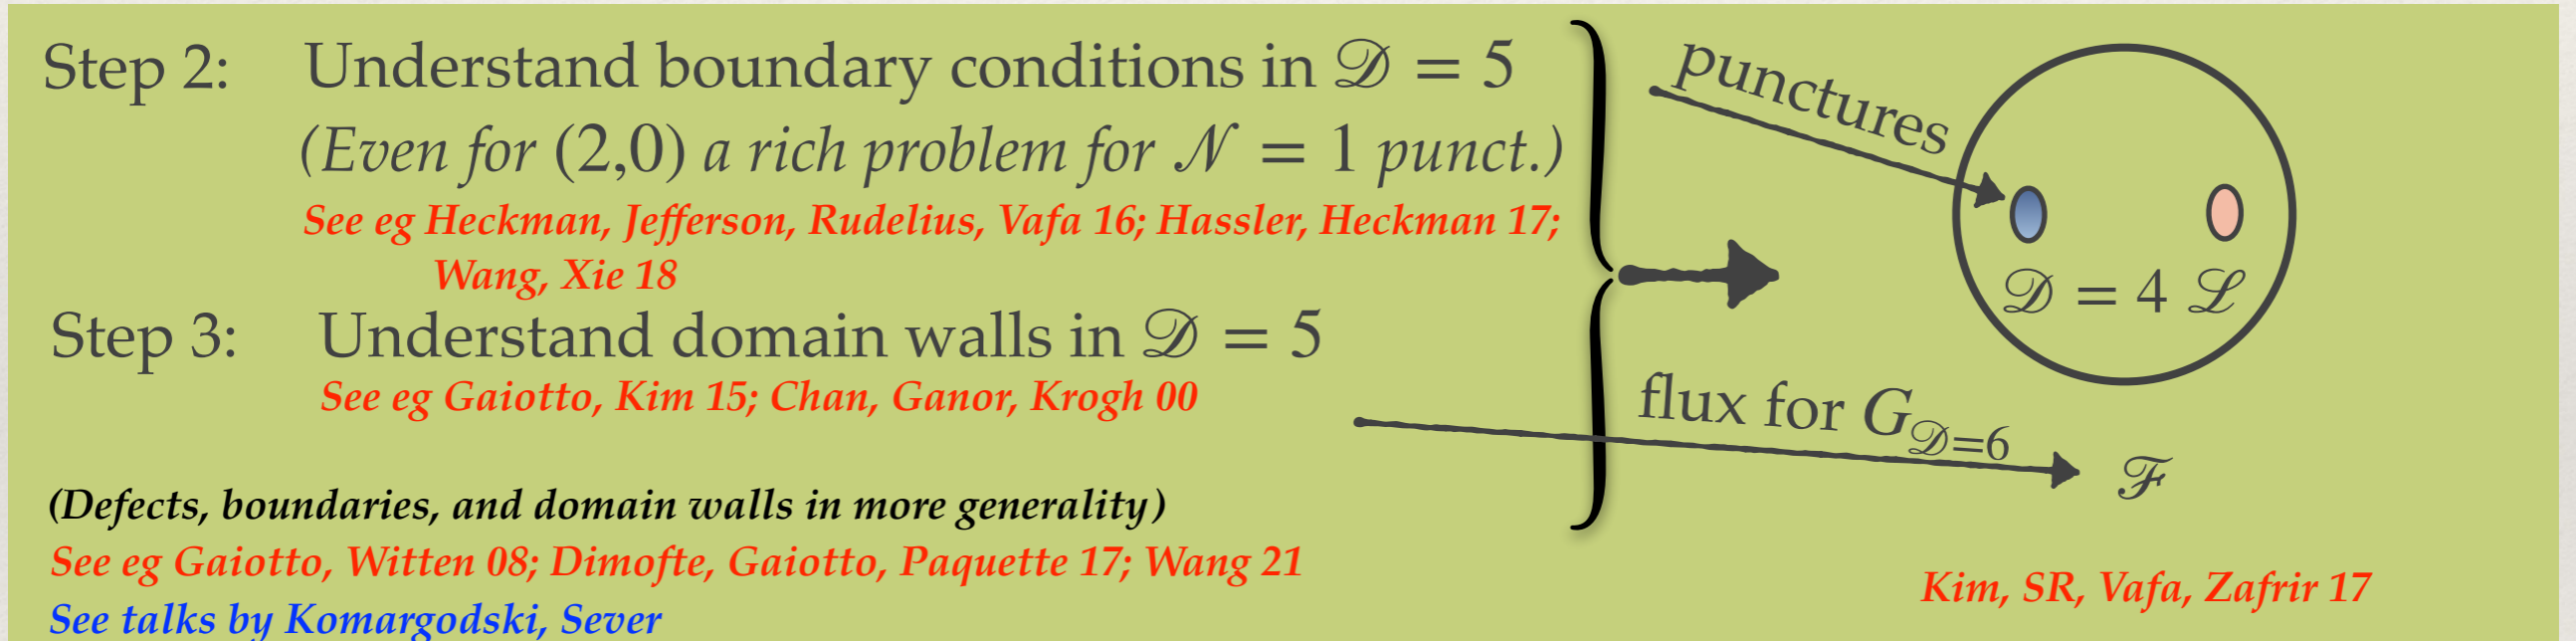 Step 2: Understand boundary conditions in 𝒟 = 5
(Even for (2,0) a rich problem for 𝒩 = 1 punct.)
See eg Heckman, Jefferson, Rudelius, Vafa 16; Hassler, Heckman 17;
Wang, Xie 18
Step 3: Understand domain walls in 𝒟 = 5
See eg Gaiotto, Kim 15; Chan, Ganor, Krogh 00
(Defects, boundaries, and domain walls in more generality)
See eg Gaiotto, Witten 08; Dimofte, Gaiotto, Paquette 17; Wang 21
See talks by Komargodski, Sever
punctures
𝒟 = 4 ℒ
flux for G_{𝒟=6}
ℱ
Kim, SR, Vafa, Zafrir 17